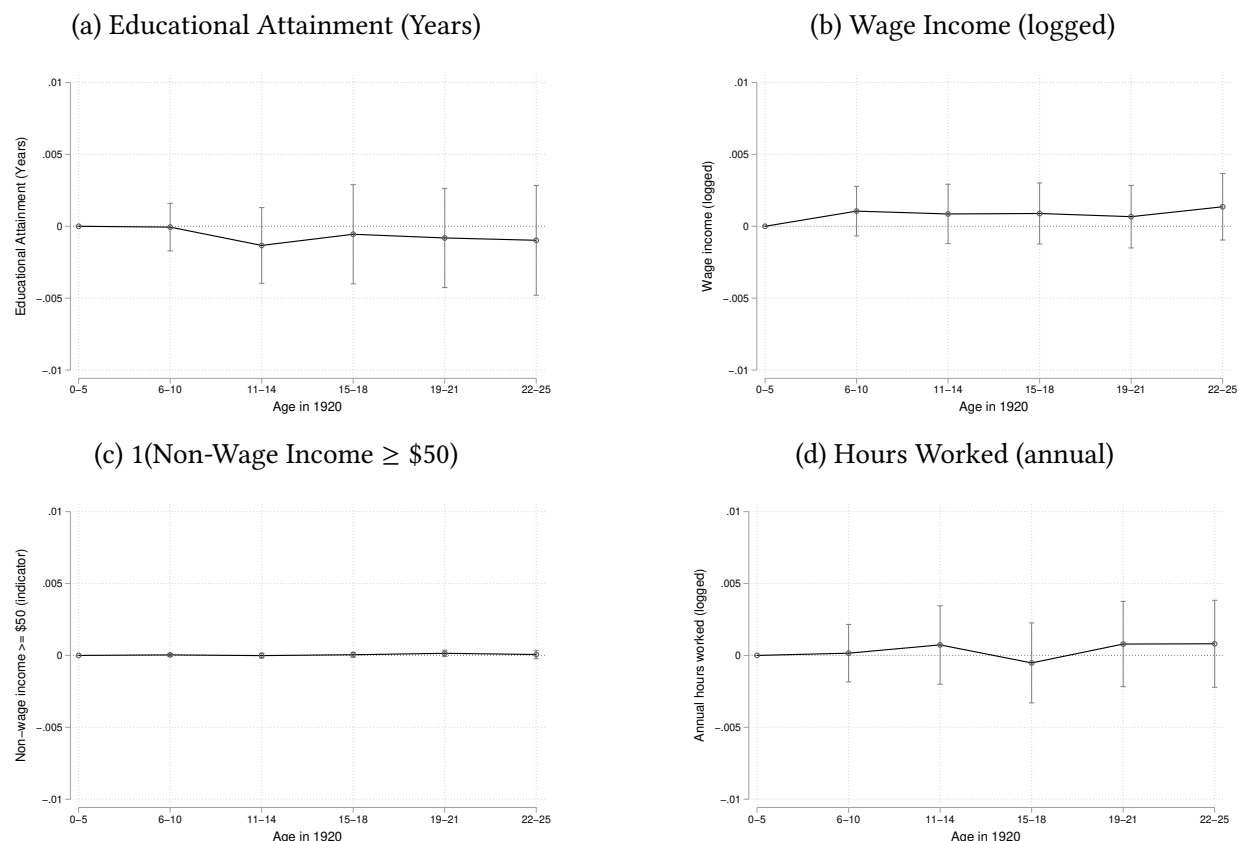 (a) Educational Attainment (Years)
(b) Wage Income (logged)
.01
.005
0
−.005
−.01
Educational Attainment (Years)
0−5 6−10 11−14 15−18 19−21 22−25
Age in 1920
.01
.005
0
−.005
−.01
Wage income (logged)
0−5 6−10 11−14 15−18 19−21 22−25
Age in 1920
(c) 1(Non-Wage Income ≥ $50)
(d) Hours Worked (annual)
.01
.005
0
−.005
−.01
Non−wage income >= $50 (indicator)
0−5 6−10 11−14 15−18 19−21 22−25
Age in 1920
.01
.005
0
−.005
−.01
Annual hours worked (logged)
0−5 6−10 11−14 15−18 19−21 22−25
Age in 1920